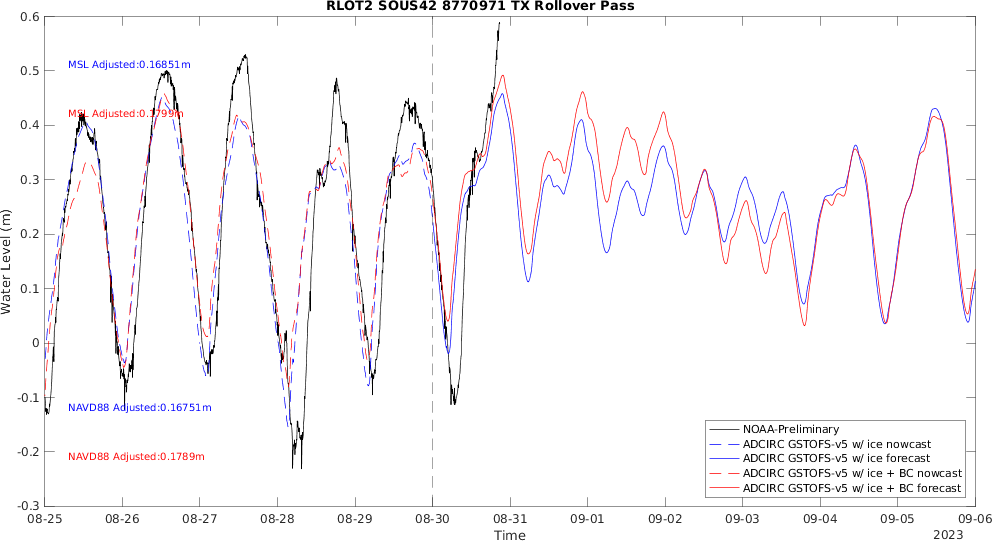 RLOT2 SOUS42 8770971 TX Rollover Pass
0.6
0.5
0.4
0.3
0.2
0.1
0
-0.1
-0.2
-0.3
Water Level (m)
MSL Adjusted:0.16851m
MSL Adjusted:0.1799m
NAVD88 Adjusted:0.16751m
NAVD88 Adjusted:0.1789m
NOAA-Preliminary
ADCIRC GSTOFS-v5 w/ ice nowcast
ADCIRC GSTOFS-v5 w/ ice forecast
ADCIRC GSTOFS-v5 w/ ice + BC nowcast
ADCIRC GSTOFS-v5 w/ ice + BC forecast
08-25 08-26 08-27 08-28 08-29 08-30 08-31 09-01 09-02 09-03 09-04 09-05 09-06
Time
2023